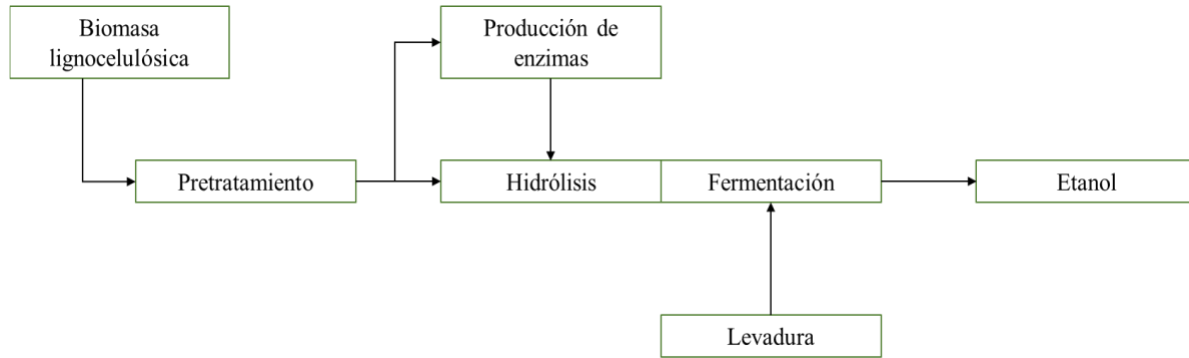 Biomasa
lignocelulósica
Producción de
enzimas
Pretratamiento
Hidrólisis
Fermentación
Etanol
Levadura